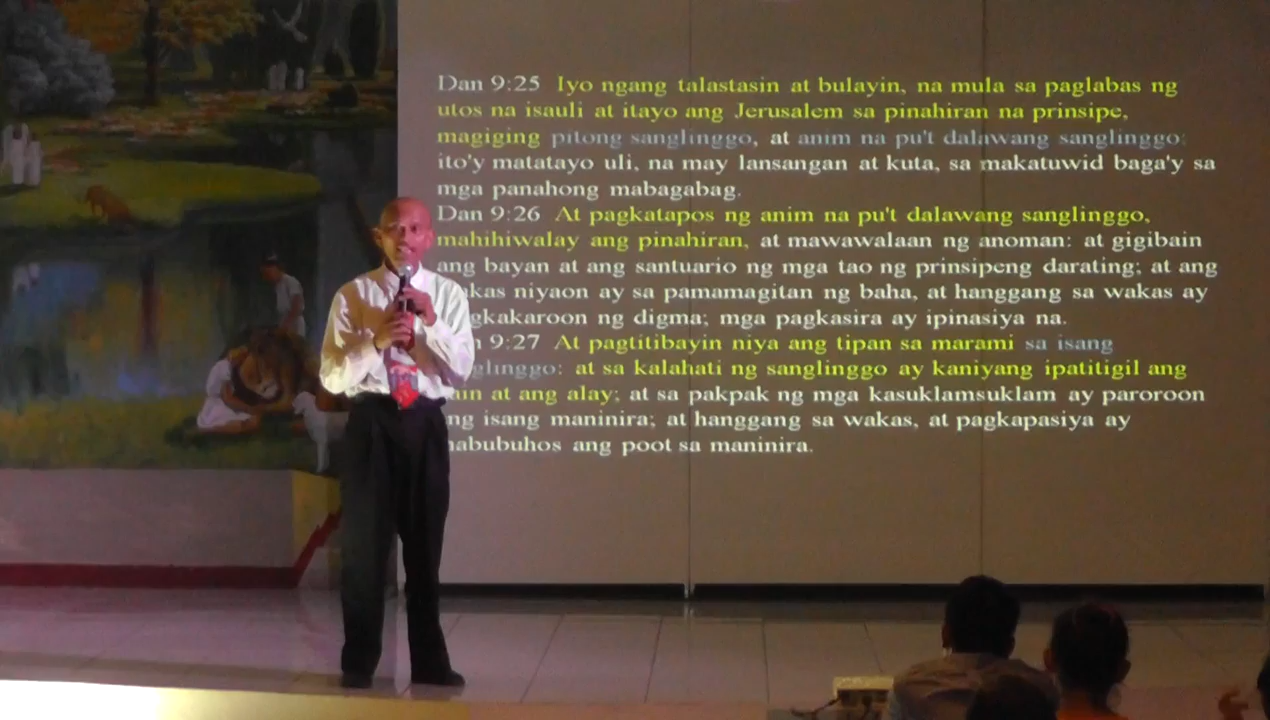 Dan 9:25 Iyo ngang talastasin at bulayin, na mula sa paglabas ng
utos na isauli at itayo ang Jerusalem sa pinahiran na prinsipe,
magiging pitong sanglinggo, at anim na pu't dalawang sanglinggo:
ito'y matatayo uli, na may lansangan at kuta, sa makatuwid baga'y sa
mga panahong mabagabag.
Dan 9:26 At pagkatapos ng anim na pu't dalawang sanglinggo,
mahihiwalay ang pinahiran, at mawawalaan ng anoman: at gigibain
ang bayan at ang santuario ng mga tao ng prinsipeng darating; at ang
niyaon ay sa pamamagitan ng baha, at hanggang sa wakas ay
ng digma; mga pagkasira ay ipinasiya na.
9:27 At pagtitibayin niya ang tipan sa marami sa isang
at sa kalahati ng sanglinggo ay kaniyang ipatitigil ang
at ang alay; at sa pakpak ng mga kasuklamsuklam ay paroroon
ang isang maninira; at hanggang sa wakas, at pagkapasiya ay
ang poot sa maninira.